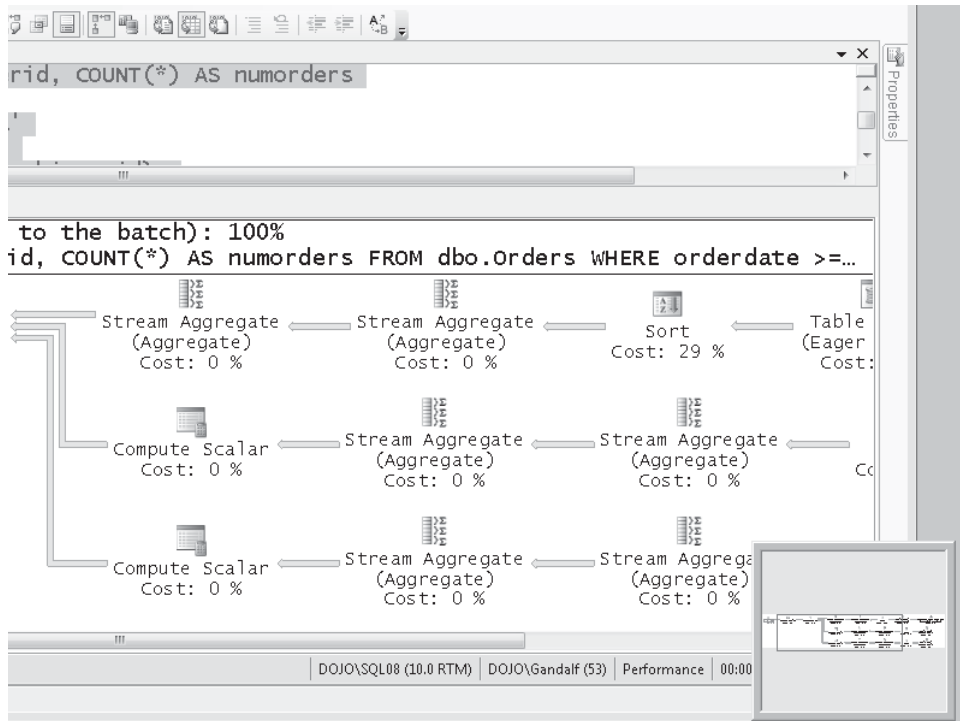 rid, COUNT(*) AS numorders
Properties
to the batch): 100%
id, COUNT(*) AS numorders FROM dbo.Orders WHERE orderdate >=…
Stream Aggregate
(Aggregate)
Cost: 0 %
Stream Aggregate
(Aggregate)
Cost: 0 %
Sort
Cost: 29 %
Table
(Eager
Cost:
Compute Scalar
Cost: 0 %
Stream Aggregate
(Aggregate)
Cost: 0 %
Stream Aggregate
(Aggregate)
Cost: 0 %
Co
Compute Scalar
Cost: 0 %
Stream Aggregate
(Aggregate)
Cost: 0 %
Stream Aggrega
(Aggregate)
Cost: 0 %
DOJO\SQL08 (10.0 RTM)
DOJO\Gandalf (53)
Performance
00:00